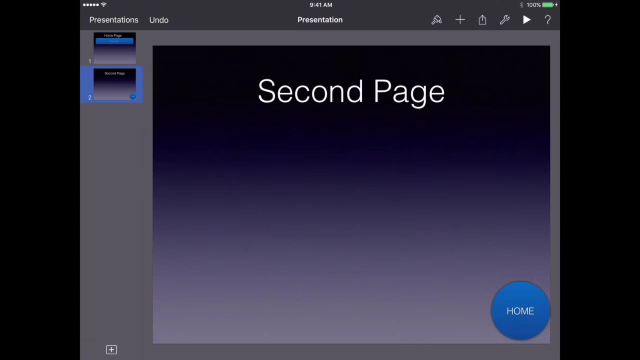 9:41 AM
100%
Presentations
Undo
Presentation
?
Home Page
1
Second Page
2
Second Page
HOME